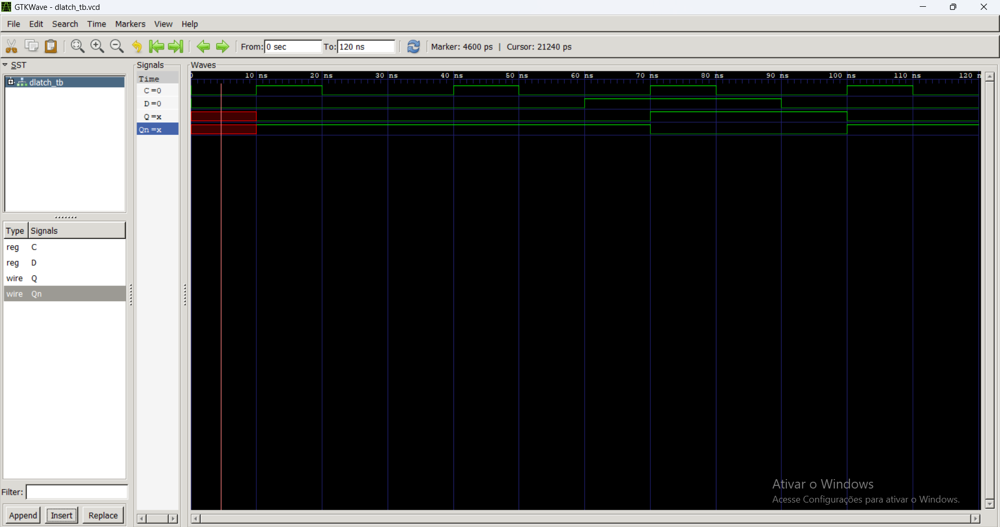 GTKWave - dlatch_tb.vcd
File Edit Search Time Markers View Help
From: 0 sec To: 120 ns Marker: 4600 ps | Cursor: 21240 ps
SST
dlatch_tb
Type Signals
reg C
reg D
wire Q
wire Qn
Filter:
Append Insert Replace
Signals
Time
C=0
D=0
Q=x
Qn=x
Waves
0 10 ns 20 ns 30 ns 40 ns 50 ns 60 ns 70 ns 80 ns 90 ns 100 ns 110 ns 120 n
Ativar o Windows
Acesse Configurações para ativar o Windows.